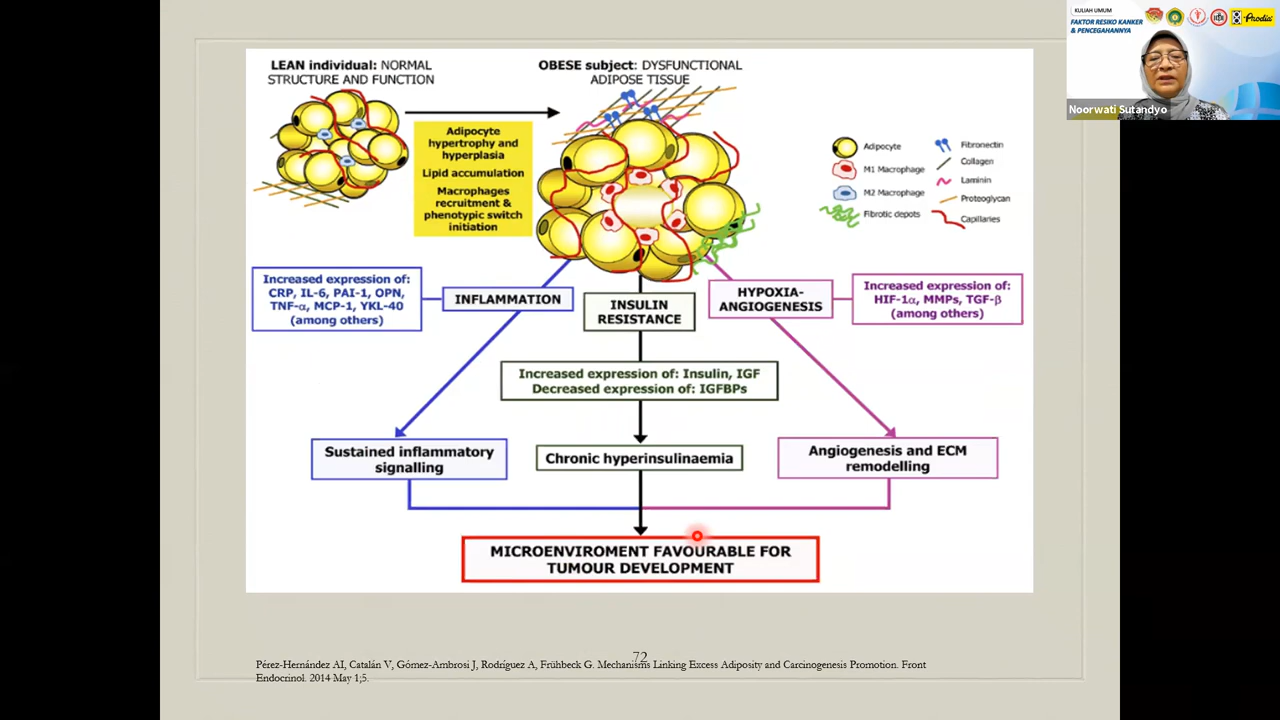 KULIAH UMUM
FAKTOR RESIKO KANKER
& PENCEGAHANNYA
Prodia
Noorwati Sutandyo
LEAN individual: NORMAL
STRUCTURE AND FUNCTION
OBESE subject: DYSFUNCTIONAL
ADIPOSE TISSUE
Adipocyte
hypertrophy and
hyperplasia
Lipid accumulation
Macrophages
recruitment &
phenotypic switch
initiation
Adipocyte
M1 Macrophage
M2 Macrophage
Fibrotic depots
Fibronectin
Collagen
Laminin
Proteoglycan
Capillaries
Increased expression of:
CRP, IL-6, PAI-1, OPN,
TNF-α, MCP-1, YKL-40
(among others)
INFLAMMATION
INSULIN
RESISTANCE
HYPOXIA-
ANGIOGENESIS
Increased expression of:
HIF-1α, MMPs, TGF-β
(among others)
Increased expression of: Insulin, IGF
Decreased expression of: IGFBPs
Sustained inflammatory
signalling
Chronic hyperinsulinaemia
Angiogenesis and ECM
remodelling
MICROENVIROMENT FAVOURABLE FOR
TUMOUR DEVELOPMENT
72
Pérez-Hernández AI, Catalán V, Gómez-Ambrosi J, Rodríguez A, Frühbeck G. Mechanisms Linking Excess Adiposity and Carcinogenesis Promotion. Front
Endocrinol. 2014 May 1;5.